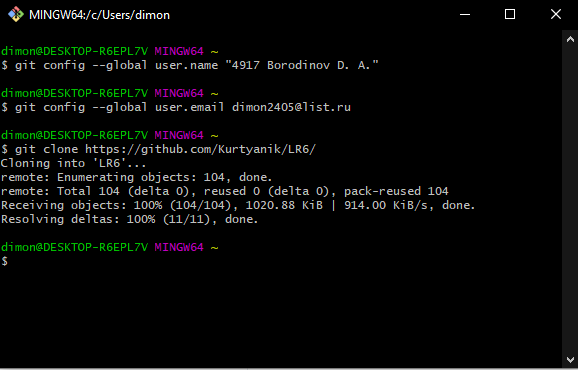 MINGW64:/c/Users/dimon
dimon@DESKTOP-R6EPL7V MINGW64 ~
$ git config --global user.name "4917 Borodinov D. A."
dimon@DESKTOP-R6EPL7V MINGW64 ~
$ git config --global user.email dimon2405@list.ru
dimon@DESKTOP-R6EPL7V MINGW64 ~
$ git clone https://github.com/Kurtyanik/LR6/
Cloning into 'LR6'...
remote: Enumerating objects: 104, done.
remote: Total 104 (delta 0), reused 0 (delta 0), pack-reused 104
Receiving objects: 100% (104/104), 1020.88 KiB | 914.00 KiB/s, done.
Resolving deltas: 100% (11/11), done.
dimon@DESKTOP-R6EPL7V MINGW64 ~
$